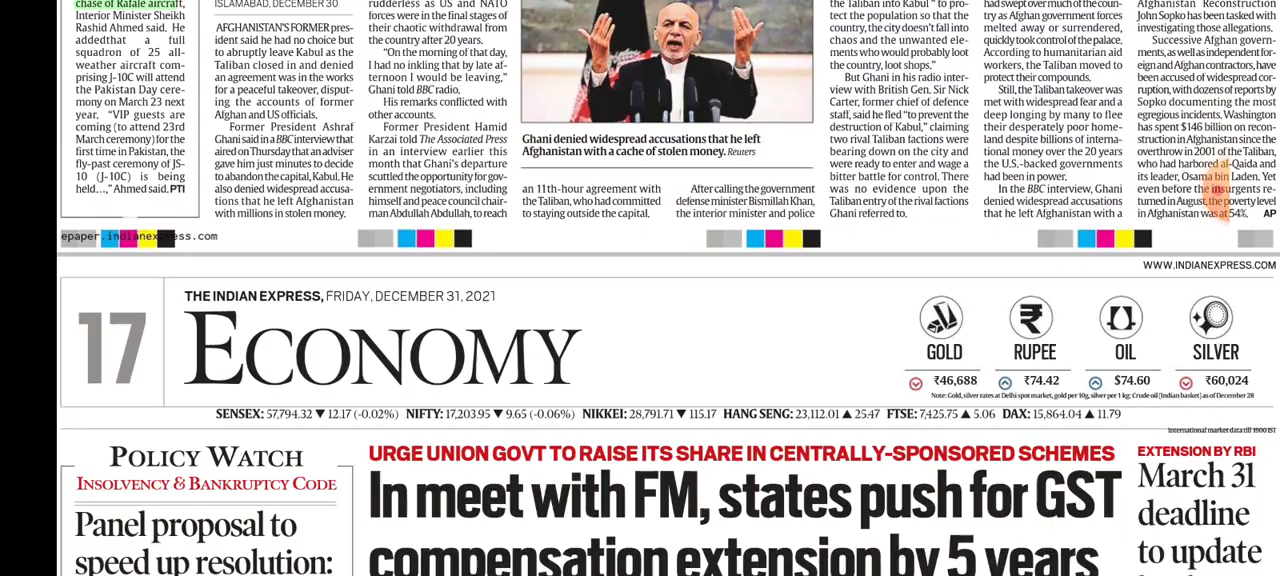 chase of Rafale aircraft,
Interior Minister Sheikh
Rashid Ahmed said. He
addedthat a full
squadron of 25 all-
weather aircraft com-
prising J-10C will attend
the Pakistan Day cere-
mony on March 23 next
year. “VIP guests are
coming (to attend 23rd
March ceremony) for the
first time in Pakistan, the
fly-past ceremony of JS-
10 (J-10C) is being
held...,” Ahmed said. PTI
ISLAMABAD, DECEMBER 30
AFGHANISTAN'S FORMER pres-
ident said he had no choice but
to abruptly leave Kabul as the
Taliban closed in and denied
an agreement was in the works
for a peaceful takeover, disput-
ing the accounts of former
Afghan and US officials.
Former President Ashraf
Ghani said in a BBC interview that
aired on Thursday that an adviser
gave him just minutes to decide
to abandon the capital, Kabul. He
also denied widespread accusa-
tions that he left Afghanistan
with millions in stolen money.
rudderless as US and NATO
forces were in the final stages of
their chaotic withdrawal from
the country after 20 years.
“On the morning of that day,
I had no inkling that by late af-
ternoon I would be leaving,”
Ghani told BBC radio.
His remarks conflicted with
other accounts.
Former President Hamid
Karzai told The Associated Press
in an interview earlier this
month that Ghani's departure
scuttled the opportunity for gov-
ernment negotiators, including
himself and peace council chair-
man Abdullah Abdullah, to reach
Ghani denied widespread accusations that he left
Afghanistan with a cache of stolen money. Reuters
an 11th-hour agreement with
the Taliban, who had committed
to staying outside the capital.
After calling the government
defense minister Bismillah Khan,
the interior minister and police
the Taliban into Kabul “ to pro-
tect the population so that the
country, the city doesn't fall into
chaos and the unwanted ele-
ments who would probably loot
the country, loot shops.”
But Ghani in his radio inter-
view with British Gen. Sir Nick
Carter, former chief of defence
staff, said he fled “to prevent the
destruction of Kabul,” claiming
two rival Taliban factions were
bearing down on the city and
were ready to enter and wage a
bitter battle for control. There
was no evidence upon the
Taliban entry of the rival factions
Ghani referred to.
had swept over much of the coun-
try as Afghan government forces
melted away or surrendered,
quickly took control of the palace.
According to humanitarian aid
workers, the Taliban moved to
protect their compounds.
Still, the Taliban takeover was
met with widespread fear and a
deep longing by many to flee
their desperately poor home-
land despite billions of interna-
tional money over the 20 years
the U.S.-backed governments
had been in power.
In the BBC interview, Ghani
denied widespread accusations
that he left Afghanistan with a
Afghanistan Reconstruction
John Sopko has been tasked with
investigating those allegations.
Successive Afghan govern-
ments, as well as independent for-
eign and Afghan contractors, have
been accused of widespread cor-
ruption, with dozens of reports by
Sopko documenting the most
egregious incidents. Washington
has spent $146 billion on recon-
struction in Afghanistan since the
overthrow in 2001 of the Taliban,
who had harbored al-Qaida and
its leader, Osama bin Laden. Yet
even before the insurgents re-
turned in August, the poverty level
in Afghanistan was at 54%. AP
epaper.indianexpress.com
WWW.INDIANEXPRESS.COM
17
THE INDIAN EXPRESS, FRIDAY, DECEMBER 31, 2021
ECONOMY
GOLD RUPEE OIL SILVER
₹46,688 ₹74.42 $74.60 ₹60,024
Note: Gold, silver rates at Delhi spot market, gold per 10g, silver per 1 kg; Crude oil (Indian basket) as of December 28
SENSEX: 57,794.32 ▼ 12.17 (-0.02%) NIFTY: 17,203.95 ▼ 9.65 (-0.06%) NIKKEI: 28,791.71 ▼ 115.17 HANG SENG: 23,112.01 ▲ 25.47 FTSE: 7,425.75 ▲ 5.06 DAX: 15,864.04 ▲ 11.79
International market data till 1900 IST
POLICY WATCH
INSOLVENCY & BANKRUPTCY CODE
Panel proposal to
speed up resolution:
URGE UNION GOVT TO RAISE ITS SHARE IN CENTRALLY-SPONSORED SCHEMES
In meet with FM, states push for GST
compensation extension by 5 years
EXTENSION BY RBI
March 31
deadline
to update